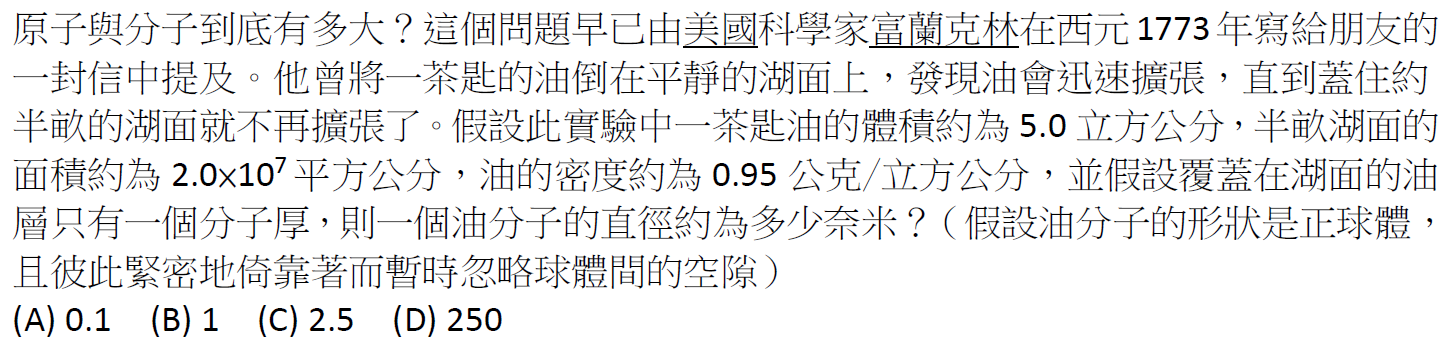 原子與分子到底有多大？這個問題早已由美國科學家富蘭克林在西元 1773 年寫給朋友的
一封信中提及。他曾將一茶匙的油倒在平靜的湖面上，發現油會迅速擴張，直到蓋住約
半畝的湖面就不再擴張了。假設此實驗中一茶匙油的體積約為 5.0 立方公分，半畝湖面的
面積約為 2.0×10⁷ 平方公分，油的密度約為 0.95 公克/立方公分，並假設覆蓋在湖面的油
層只有一個分子厚，則一個油分子的直徑約為多少奈米？（假設油分子的形狀是正球體，
且彼此緊密地倚靠著而暫時忽略球體間的空隙）
(A) 0.1 (B) 1 (C) 2.5 (D) 250